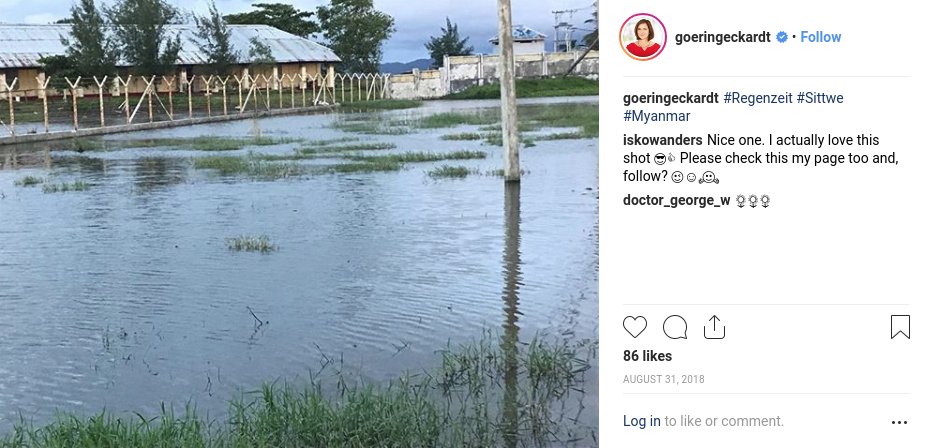 goeringeckardt • Follow
goeringeckardt #Regenzeit #Sittwe
#Myanmar
iskowanders Nice one. I actually love this
shot 😎👍 Please check this my page too and,
follow? 😉☺🤗
doctor_george_w 🌹🌹🌹
86 likes
AUGUST 31, 2018
Log in to like or comment.